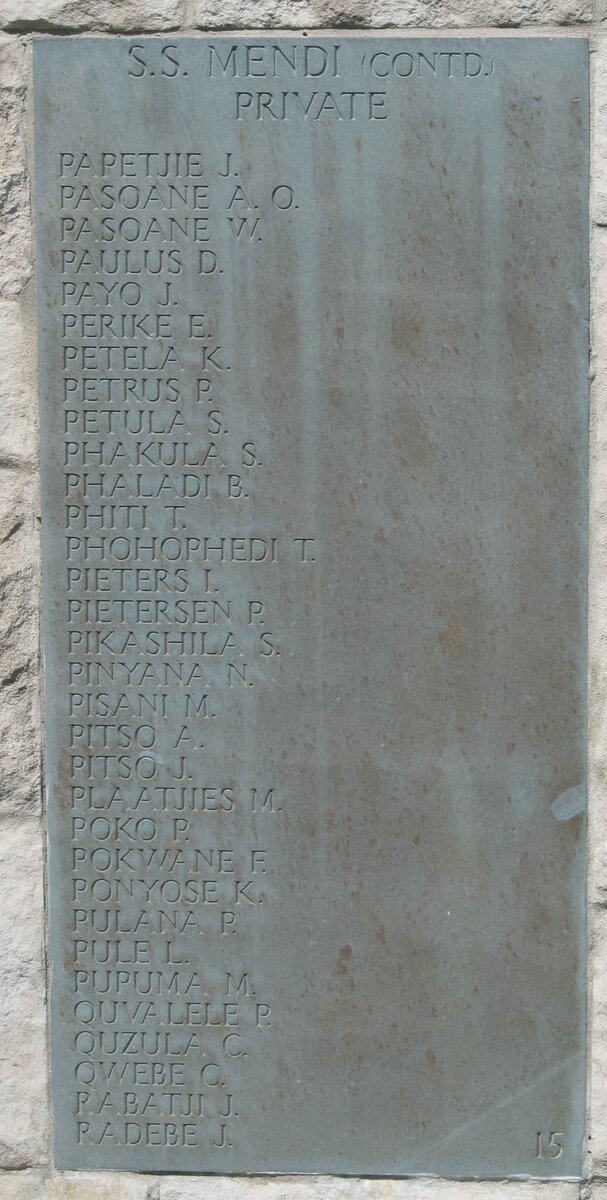 S.S. MENDI (CONTD.)
PRIVATE
PAPETJIE J.
PASOANE A. O.
PASOANE W.
PAULUS D.
PAYO J.
PERIKE E.
PETELA K.
PETRUS P.
PETULA S.
PHAKULA S.
PHALADI B.
PHITI T.
PHOHOPHEDI T.
PIETERS I.
PIETERSEN P.
PIKASHILA S.
PINYANA N.
PISANI M.
PITSO A.
PITSO J.
PLAATJIES M.
POKO P.
POKWANE F.
PONYOSE K.
PULANA P.
PULE L.
PUPUMA M.
QUVALELE P.
QUZULA C.
QWEBE C.
RABATJI J.
RADEBE J.
15